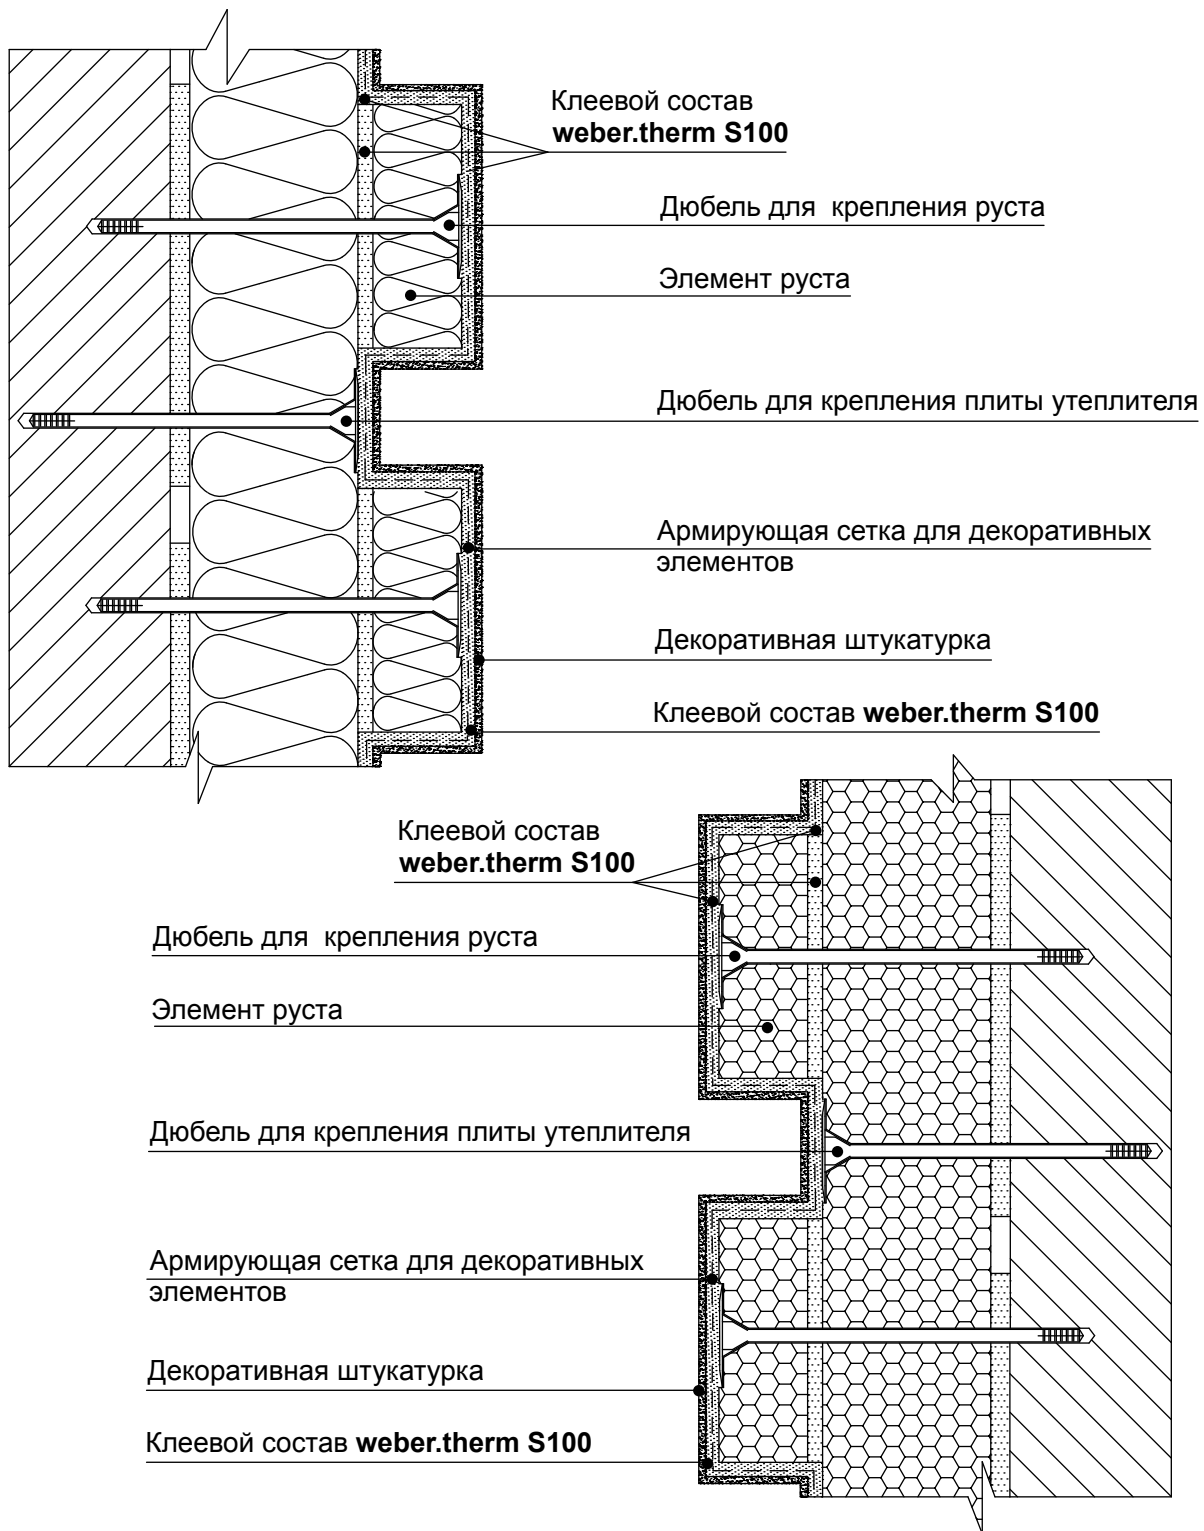 Клеевой состав
weber.therm S100
Дюбель для крепления руста
Элемент руста
Дюбель для крепления плиты утеплителя
Армирующая сетка для декоративных
элементов
Декоративная штукатурка
Клеевой состав weber.therm S100
Клеевой состав
weber.therm S100
Дюбель для крепления руста
Элемент руста
Дюбель для крепления плиты утеплителя
Армирующая сетка для декоративных
элементов
Декоративная штукатурка
Клеевой состав weber.therm S100